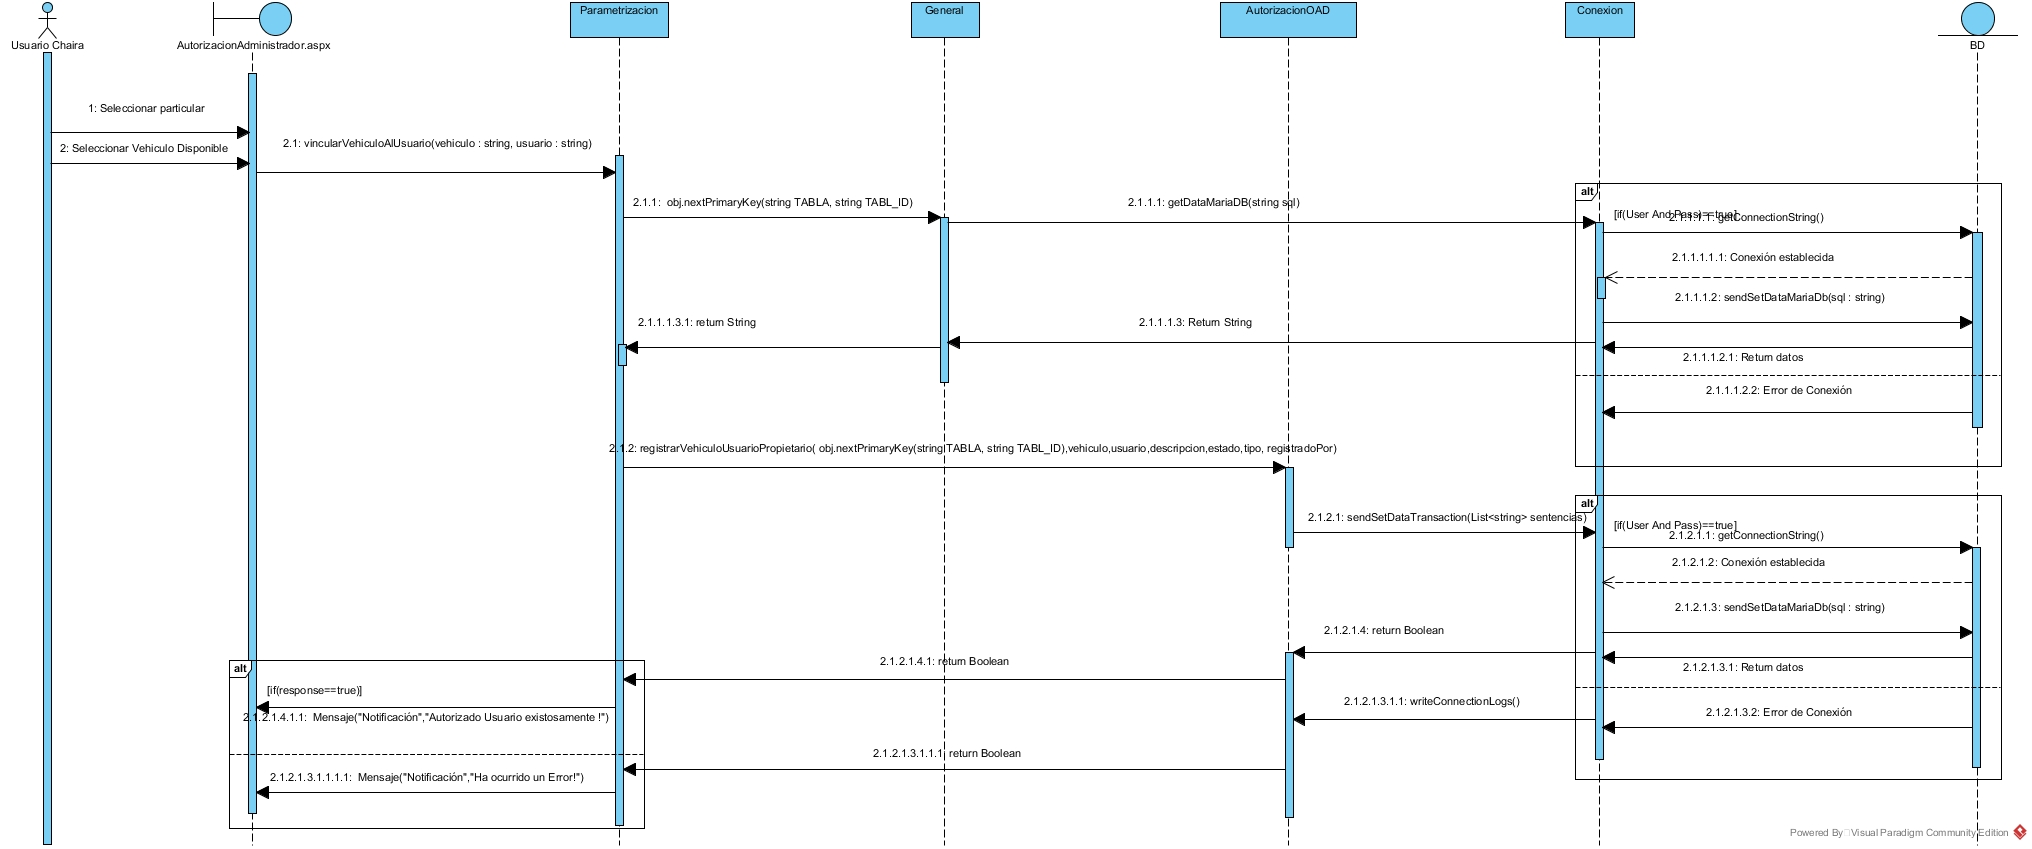 Usuario Chaira
AutorizacionAdministrador.aspx
Parametrizacion
General
AutorizacionOAD
Conexion
BD
1: Seleccionar particular
2: Seleccionar Vehiculo Disponible
2.1: vincularVehiculoAlUsuario(vehiculo : string, usuario : string)
2.1.1:  obj.nextPrimaryKey(string TABLA, string TABL_ID)
2.1.1.1: getDataMariaDB(string sql)
alt
[if(User And Pass)==true]
2.1.1.1.1: getConnectionString()
2.1.1.1.1.1: Conexión establecida
2.1.1.1.2: sendSetDataMariaDb(sql : string)
2.1.1.1.3.1: return String
2.1.1.1.3: Return String
2.1.1.1.2.1: Return datos
2.1.1.1.2.2: Error de Conexión
2.1.2: registrarVehiculoUsuarioPropietario( obj.nextPrimaryKey(string TABLA, string TABL_ID),vehiculo,usuario,descripcion,estado,tipo, registradoPor)
alt
2.1.2.1: sendSetDataTransaction(List<string> sentencias)
[if(User And Pass)==true]
2.1.2.1.1: getConnectionString()
2.1.2.1.2: Conexión establecida
2.1.2.1.3: sendSetDataMariaDb(sql : string)
2.1.2.1.4: return Boolean
2.1.2.1.4.1: return Boolean
2.1.2.1.3.1: Return datos
alt
[if(response==true)]
2.1.2.1.4.1.1:  Mensaje("Notificación","Autorizado Usuario existosamente !")
2.1.2.1.3.1.1: writeConnectionLogs()
2.1.2.1.3.2: Error de Conexión
2.1.2.1.3.1.1.1: return Boolean
2.1.2.1.3.1.1.1.1:  Mensaje("Notificación","Ha ocurrido un Error!")
Powered By Visual Paradigm Community Edition